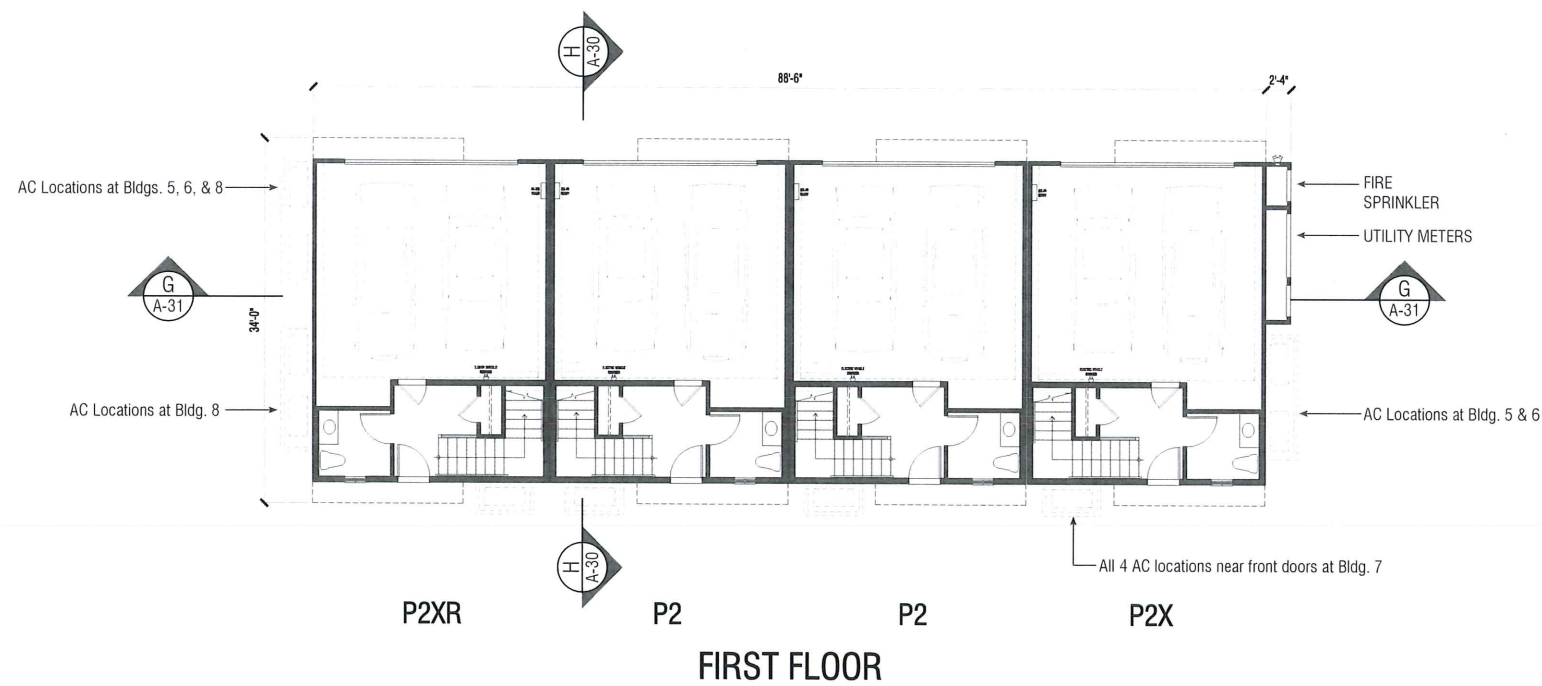 H
A-30
88'-6"
2'-4"
AC Locations at Bldgs. 5, 6, & 8
FIRE
SPRINKLER
UTILITY METERS
G
A-31
34'-0"
G
A-31
AC Locations at Bldg. 8
AC Locations at Bldg. 5 & 6
H
A-30
All 4 AC locations near front doors at Bldg. 7
P2XR
P2
P2
P2X
FIRST FLOOR